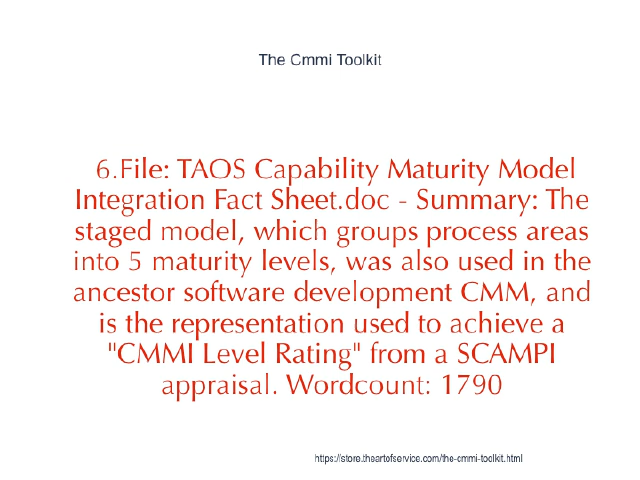 The Cmmi Toolkit
6.File: TAOS Capability Maturity Model
Integration Fact Sheet.doc - Summary: The
staged model, which groups process areas
into 5 maturity levels, was also used in the
ancestor software development CMM, and
is the representation used to achieve a
"CMMI Level Rating" from a SCAMPI
appraisal. Wordcount: 1790
https://store.theartofservice.com/the-cmmi-toolkit.html